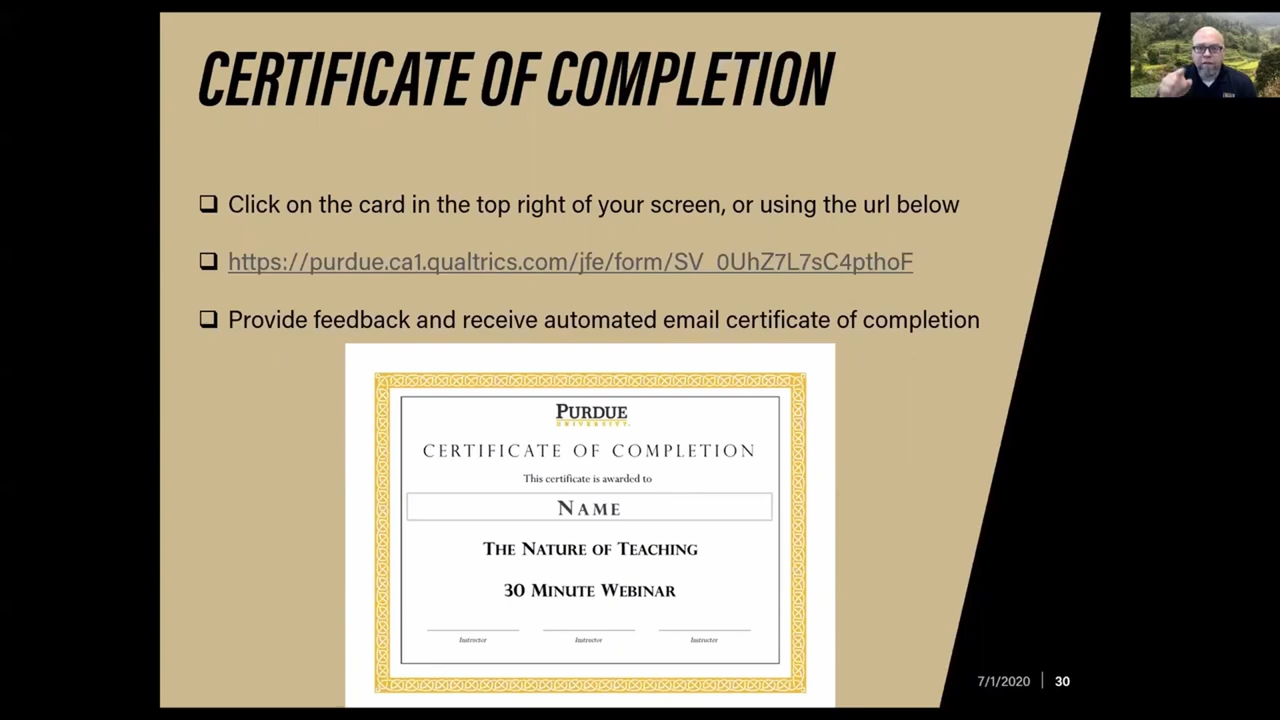 CERTIFICATE OF COMPLETION
Click on the card in the top right of your screen, or using the url below
https://purdue.ca1.qualtrics.com/jfe/form/SV_0UhZ7L7sC4pthoF
Provide feedback and receive automated email certificate of completion
PURDUE
UNIVERSITY.
CERTIFICATE OF COMPLETION
This certificate is awarded to
NAME
THE NATURE OF TEACHING
30 MINUTE WEBINAR
Instructor Instructor Instructor
7/1/2020 30